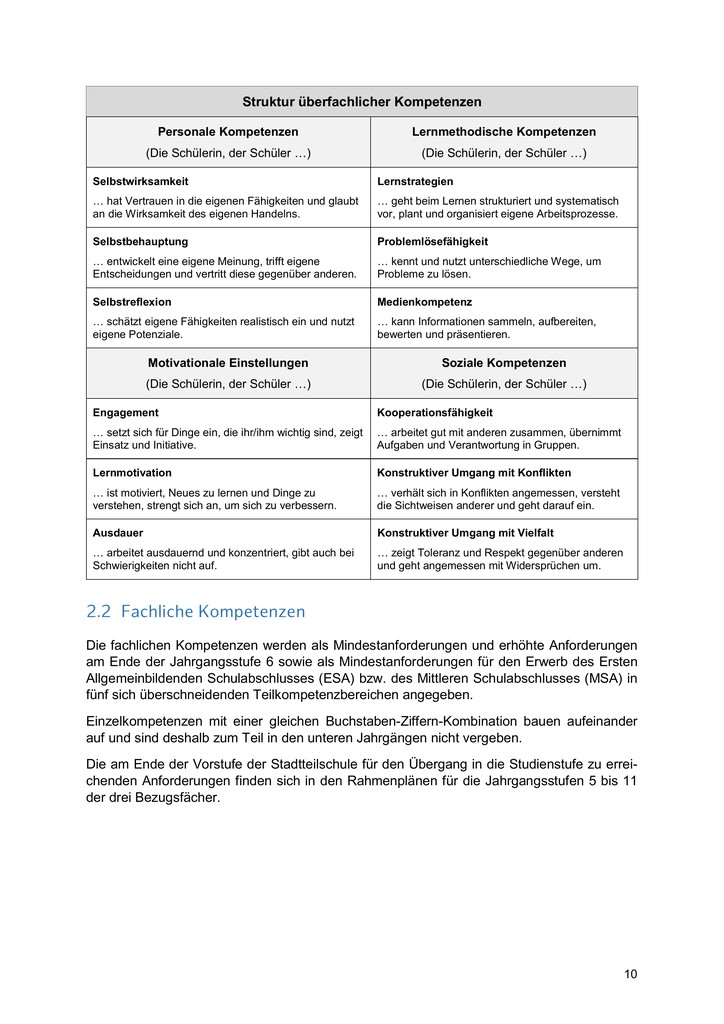 Struktur überfachlicher Kompetenzen
Personale Kompetenzen
(Die Schülerin, der Schüler …)
Lernmethodische Kompetenzen
(Die Schülerin, der Schüler …)
Selbstwirksamkeit
… hat Vertrauen in die eigenen Fähigkeiten und glaubt
an die Wirksamkeit des eigenen Handelns.
Lernstrategien
… geht beim Lernen strukturiert und systematisch
vor, plant und organisiert eigene Arbeitsprozesse.
Selbstbehauptung
… entwickelt eine eigene Meinung, trifft eigene
Entscheidungen und vertritt diese gegenüber anderen.
Problemlösefähigkeit
… kennt und nutzt unterschiedliche Wege, um
Probleme zu lösen.
Selbstreflexion
… schätzt eigene Fähigkeiten realistisch ein und nutzt
eigene Potenziale.
Medienkompetenz
… kann Informationen sammeln, aufbereiten,
bewerten und präsentieren.
Motivationale Einstellungen
(Die Schülerin, der Schüler …)
Soziale Kompetenzen
(Die Schülerin, der Schüler …)
Engagement
… setzt sich für Dinge ein, die ihr/ihm wichtig sind, zeigt
Einsatz und Initiative.
Kooperationsfähigkeit
… arbeitet gut mit anderen zusammen, übernimmt
Aufgaben und Verantwortung in Gruppen.
Lernmotivation
… ist motiviert, Neues zu lernen und Dinge zu
verstehen, strengt sich an, um sich zu verbessern.
Konstruktiver Umgang mit Konflikten
… verhält sich in Konflikten angemessen, versteht
die Sichtweisen anderer und geht darauf ein.
Ausdauer
… arbeitet ausdauernd und konzentriert, gibt auch bei
Schwierigkeiten nicht auf.
Konstruktiver Umgang mit Vielfalt
… zeigt Toleranz und Respekt gegenüber anderen
und geht angemessen mit Widersprüchen um.
2.2 Fachliche Kompetenzen
Die fachlichen Kompetenzen werden als Mindestanforderungen und erhöhte Anforderungen
am Ende der Jahrgangsstufe 6 sowie als Mindestanforderungen für den Erwerb des Ersten
Allgemeinbildenden Schulabschlusses (ESA) bzw. des Mittleren Schulabschlusses (MSA) in
fünf sich überschneidenden Teilkompetenzbereichen angegeben.
Einzelkompetenzen mit einer gleichen Buchstaben-Ziffern-Kombination bauen aufeinander
auf und sind deshalb zum Teil in den unteren Jahrgängen nicht vergeben.
Die am Ende der Vorstufe der Stadtteilschule für den Übergang in die Studienstufe zu errei-
chenden Anforderungen finden sich in den Rahmenplänen für die Jahrgangsstufen 5 bis 11
der drei Bezugsfächer.
10